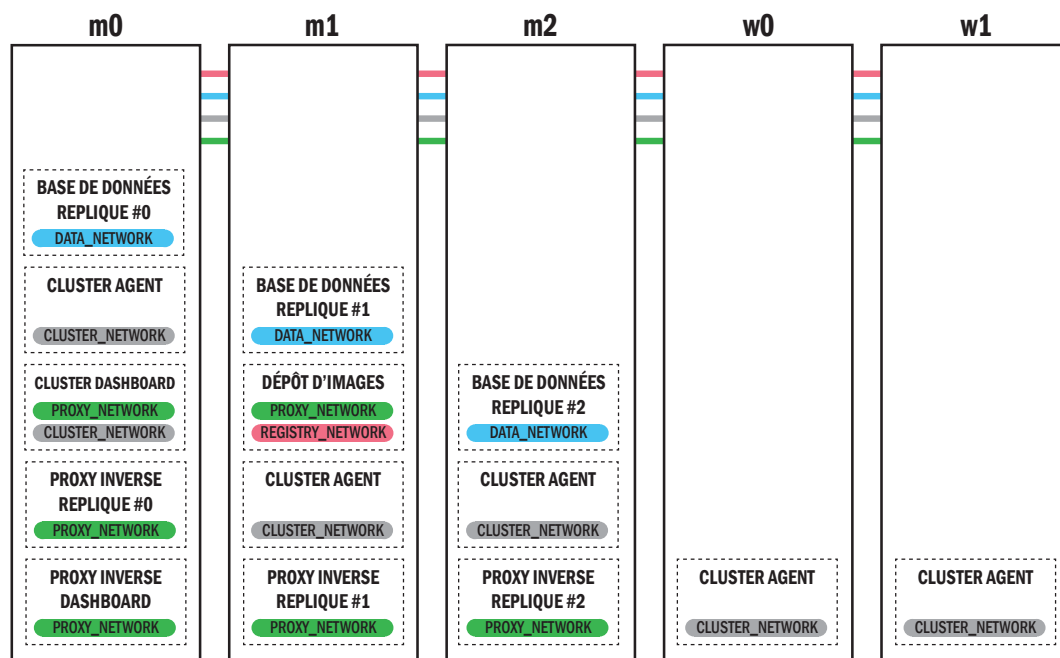 m0
m1
m2
w0
w1
BASE DE DONNÉES
REPLIQUE #0
DATA_NETWORK
CLUSTER AGENT
CLUSTER_NETWORK
CLUSTER DASHBOARD
PROXY_NETWORK
CLUSTER_NETWORK
PROXY INVERSE
REPLIQUE #0
PROXY_NETWORK
PROXY INVERSE
DASHBOARD
PROXY_NETWORK
BASE DE DONNÉES
REPLIQUE #1
DATA_NETWORK
DÉPÔT D'IMAGES
PROXY_NETWORK
REGISTRY_NETWORK
CLUSTER AGENT
CLUSTER_NETWORK
PROXY INVERSE
REPLIQUE #1
PROXY_NETWORK
BASE DE DONNÉES
REPLIQUE #2
DATA_NETWORK
CLUSTER AGENT
CLUSTER_NETWORK
PROXY INVERSE
REPLIQUE #2
PROXY_NETWORK
CLUSTER AGENT
CLUSTER_NETWORK
CLUSTER AGENT
CLUSTER_NETWORK